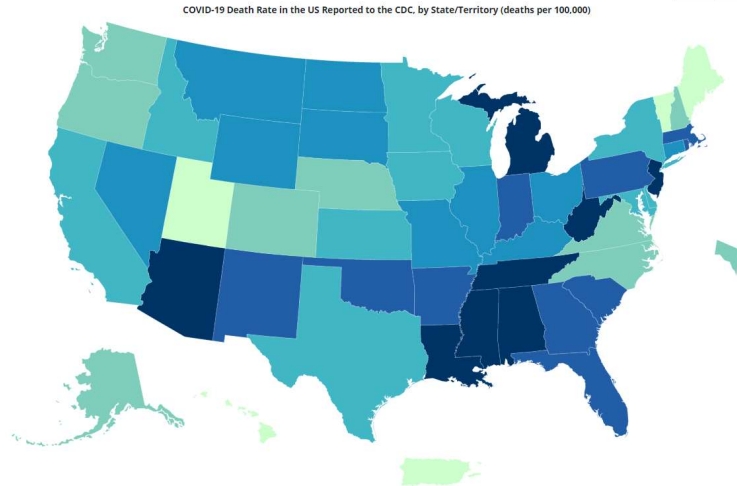 COVID-19 Death Rate in the US Reported to the CDC, by State/Territory (deaths per 100,000)